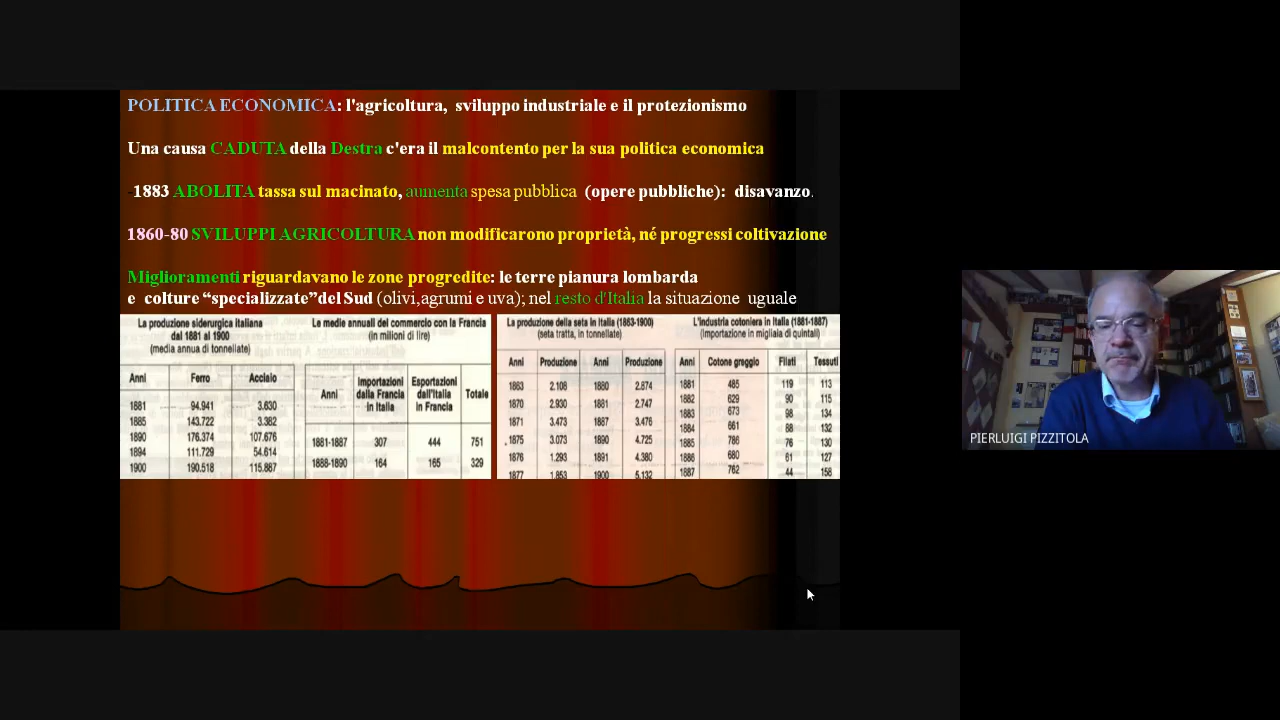 POLITICA ECONOMICA: l'agricoltura, sviluppo industriale e il protezionismo
Una causa CADUTA della Destra c'era il malcontento per la sua politica economica
-1883 ABOLITA tassa sul macinato, aumenta spesa pubblica (opere pubbliche): disavanzo.
1860-80 SVILUPPI AGRICOLTURA non modificarono proprietà, né progressi coltivazione
Miglioramenti riguardavano le zone progredite: le terre pianura lombarda
e colture “specializzate”del Sud (olivi,agrumi e uva); nel resto d'Italia la situazione uguale
La produzione siderurgica italiana
dal 1881 al 1900
(media annua di tonnellate)
Anni Ferro Acciaio
1881 94.941 3.630
1885 143.722 3.382
1890 176.374 107.676
1894 111.729 54.614
1900 190.518 115.887
Le medie annuali del commercio con la Francia
(in milioni di lire)
Anni Importazioni dalla Francia in Italia Esportazioni dall'Italia in Francia Totale
1881-1887 307 444 751
1888-1890 164 165 329
La produzione della seta in Italia (1863-1900)
(seta tratta, in tonnellate)
Anni Produzione Anni Produzione
1863 2.108 1880 2.874
1870 2.930 1881 2.747
1871 3.473 1887 3.476
1875 3.073 1890 4.725
1876 1.293 1891 4.380
1877 1.853 1900 5.132
L'industria cotoniera in Italia (1881-1887)
(importazione in migliaia di quintali)
Anni Cotone greggio Filati Tessuti
1881 485 119 113
1882 629 90 115
1883 673 98 134
1884 661 88 132
1885 786 76 130
1886 680 61 127
1887 762 44 158
PIERLUIGI PIZZITOLA